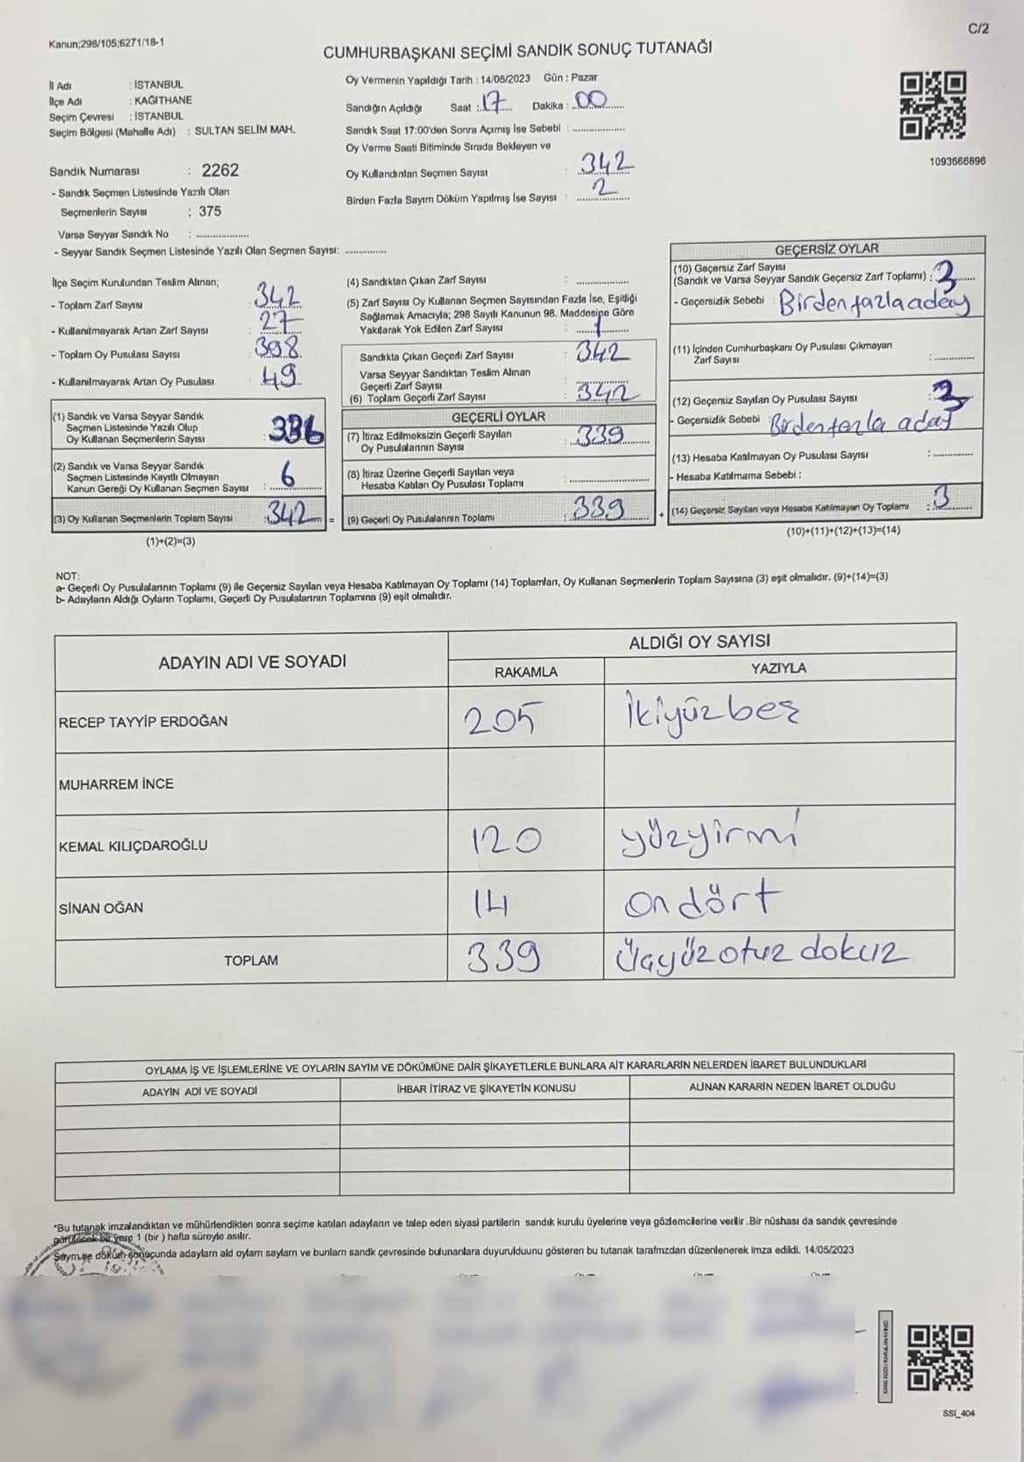 Kanun;298/105;6271/18-1
C/2
CUMHURBAŞKANI SEÇİMİ SANDIK SONUÇ TUTANAĞI
İl Adı : İSTANBUL
İlçe Adı : KAĞITHANE
Seçim Çevresi : İSTANBUL
Seçim Bölgesi (Mahalle Adı) : SULTAN SELİM MAH.
Sandık Numarası : 2262
- Sandık Seçmen Listesinde Yazılı Olan
Seçmenlerin Sayısı : 375
Varsa Seyyar Sandık No : ..............
- Seyyar Sandık Seçmen Listesinde Yazılı Olan Seçmen Sayısı: ..............
Oy Vermenin Yapıldığı Tarih : 14/05/2023 Gün : Pazar
Sandığın Açıldığı Saat : 17 Dakika : 00
Sandık Saat 17:00'den Sonra Açımış İse Sebebi : ..............
Oy Verme Saati Bitiminde Sırada Bekleyen ve
Oy Kullandırılan Seçmen Sayısı : 342
Birden Fazla Sayım Döküm Yapılmış İse Sayısı : 2
1093666896
İlçe Seçim Kurulundan Teslim Alınan;
- Toplam Zarf Sayısı : 342
- Kullanılmayarak Artan Zarf Sayısı : 27
- Toplam Oy Pusulası Sayısı : 398
- Kullanılmayarak Artan Oy Pusulası : 49
(1) Sandık ve Varsa Seyyar Sandık
Seçmen Listesinde Yazılı Olup
Oy Kullanan Seçmenlerin Sayısı : 336
(2) Sandık ve Varsa Seyyar Sandık
Seçmen Listesinde Kayıtlı Olmayan
Kanun Gereği Oy Kullanan Seçmen Sayısı : 6
(3) Oy Kullanan Seçmenlerin Toplam Sayısı : 342 =
(1)+(2)=(3)
(4) Sandıktan Çıkan Zarf Sayısı : ..............
(5) Zarf Sayısı Oy Kullanan Seçmen Sayısından Fazla İse, Eşitliği
Sağlamak Amacıyla; 298 Sayılı Kanunun 98. Maddesine Göre
Yakılarak Yok Edilen Zarf Sayısı :
Sandıkta Çıkan Geçerli Zarf Sayısı : 342
Varsa Seyyar Sandıktan Teslim Alınan
Geçerli Zarf Sayısı : ..............
(6) Toplam Geçerli Zarf Sayısı : 342
GEÇERLİ OYLAR
(7) İtiraz Edilmeksizin Geçerli Sayılan
Oy Pusulalarının Sayısı : 339
(8) İtiraz Üzerine Geçerli Sayılan veya
Hesaba Katılan Oy Pusulası Toplamı : ..............
(9) Geçerli Oy Pusulalarının Toplamı : 339 +
GEÇERSİZ OYLAR
(10) Geçersiz Zarf Sayısı
(Sandık ve Varsa Seyyar Sandık Geçersiz Zarf Toplamı) : 3
- Geçersizlik Sebebi : Birden fazla aday
(11) İçinden Cumhurbaşkanı Oy Pusulası Çıkmayan
Zarf Sayısı : ..............
(12) Geçersiz Sayılan Oy Pusulası Sayısı : 3
- Geçersizlik Sebebi : Birden fazla aday
(13) Hesaba Katılmayan Oy Pusulası Sayısı : ..............
- Hesaba Katılmama Sebebi :
(14) Geçersiz Sayılan veya Hesaba Katılmayan Oy Toplamı : 3
(10)+(11)+(12)+(13)=(14)
NOT:
a- Geçerli Oy Pusulalarının Toplamı (9) ile Geçersiz Sayılan veya Hesaba Katılmayan Oy Toplamı (14) Toplamları, Oy Kullanan Seçmenlerin Toplam Sayısına (3) eşit olmalıdır. (9)+(14)=(3)
b- Adayların Aldığı Oyların Toplamı, Geçerli Oy Pusulalarının Toplamına (9) eşit olmalıdır.
ADAYIN ADI VE SOYADI
ALDIĞI OY SAYISI
RAKAMLA YAZIYLA
RECEP TAYYİP ERDOĞAN 205 İkiyüzbeş
MUHARREM İNCE
KEMAL KILIÇDAROĞLU 120 yüzyirmi
SİNAN OĞAN 14 on dört
TOPLAM 339 Üçyüzotuz dokuz
OYLAMA İŞ VE İŞLEMLERİNE VE OYLARIN SAYIM VE DÖKÜMÜNE DAİR ŞİKAYETLERLE BUNLARA AİT KARARLARIN NELERDEN İBARET BULUNDUKLARI
ADAYIN ADI VE SOYADI İHBAR İTİRAZ VE ŞİKAYETİN KONUSU ALINAN KARARIN NEDEN İBARET OLDUĞU
*Bu tutanak imzalandıktan ve mühürlendikten sonra seçime katılan adayların ve talep eden siyasi partilerin sandık kurulu üyelerine veya gözlemcilerine verilir .Bir nüshası da sandık çevresinde
görülecek bir yere 1 (bir ) hafta süreyle asılır.
Sayım ve döküm sonucunda adayların ald oyların sayların ve bunların sandk çevresinde bulunanlara duyurulduunu gösteren bu tutanak tarafmzdan düzenlenerek imza edildi. 14/05/2023
SSI_404